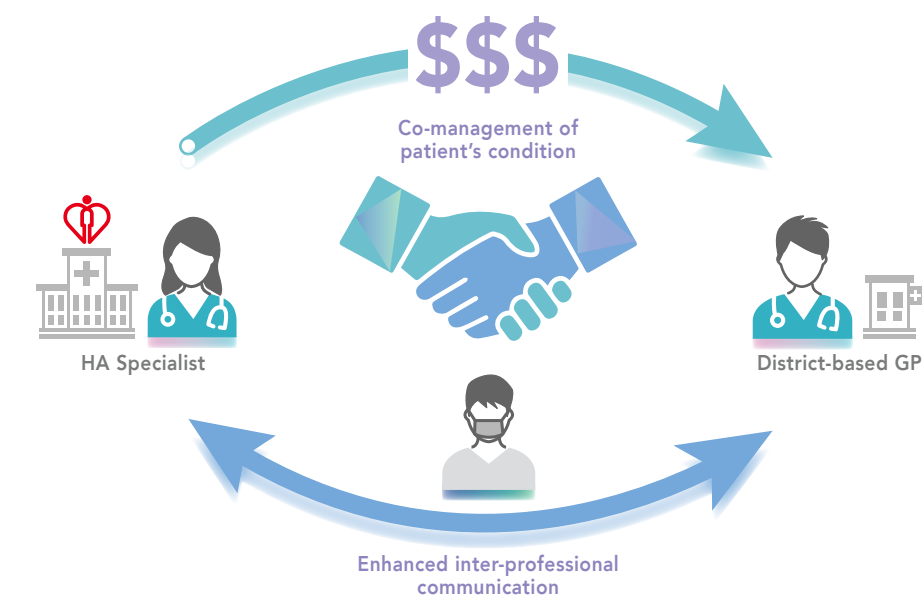 $$$
Co-management of
patient’s condition
HA Specialist
District-based GP
Enhanced inter-professional
communication